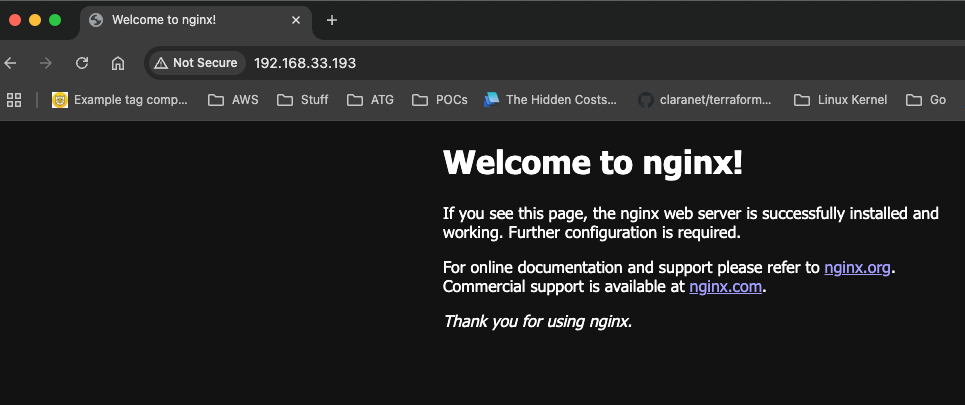 Welcome to nginx!
Not Secure 192.168.33.193
Example tag comp... AWS Stuff ATG POCs The Hidden Costs... claranet/terraform... Linux Kernel Go
Welcome to nginx!
If you see this page, the nginx web server is successfully installed and
working. Further configuration is required.
For online documentation and support please refer to nginx.org.
Commercial support is available at nginx.com.
Thank you for using nginx.